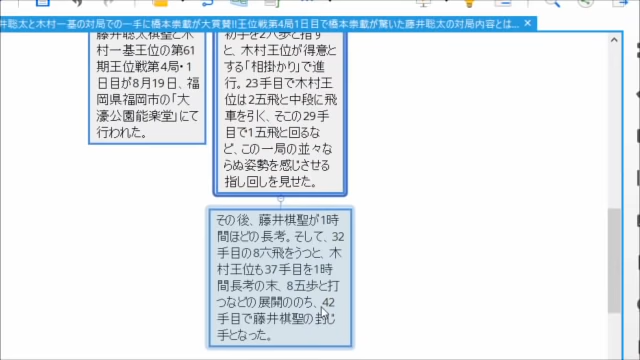 井聡太と木村一基の対局での一手に橋本崇載が大賞賛!!王位戦第4局1日目で橋本崇載が驚いた藤井聡太の対局内容とは...
藤井聡太棋聖と木
村一基王位の第61
期王位戦第4局・1
日目が8月19日、福
岡県福岡市の「大
濠公園能楽堂」にて
行われた。
初手を2八歩と指す
と、木村王位が得意と
する「相掛かり」で進
行。23手目で木村王
位は2五飛と中段に飛
車を引く、そこの29手
目で1五飛と回るな
ど、この一局の並々な
らぬ姿勢を感じさせる
指し回しを見せた。
その後、藤井棋聖が1時
間ほどの長考。そして、32
手目の8六飛をうつと、木
村王位も37手目を1時
間長考の末、8五歩と打
つなどの展開ののち、42
手目で藤井棋聖の封じ
手となった。